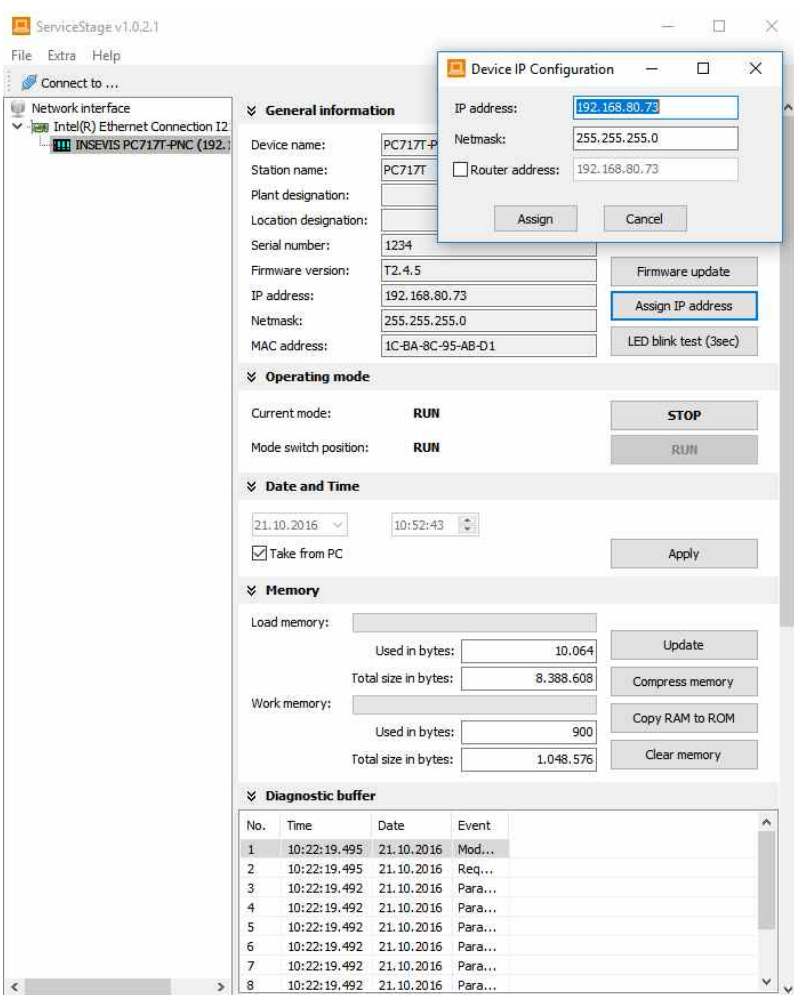 ServiceStage v1.0.2.1
File Extra Help
Connect to ...
Network interface
Intel(R) Ethernet Connection I2
INSEVIS PC717T-PNC (192.1
General information
Device name: PC717T-P
Station name: PC717T
Plant designation:
Location designation:
Serial number: 1234
Firmware version: T2.4.5
IP address: 192.168.80.73
Netmask: 255.255.255.0
MAC address: 1C-BA-8C-95-AB-D1
Firmware update
Assign IP address
LED blink test (3sec)
Device IP Configuration
IP address: 192.168.80.73
Netmask: 255.255.255.0
Router address: 192.168.80.73
Assign Cancel
Operating mode
Current mode: RUN STOP
Mode switch position: RUN RUN
Date and Time
21.10.2016 10:52:43
Take from PC Apply
Memory
Load memory:
Used in bytes: 10.064 Update
Total size in bytes: 8.388.608 Compress memory
Work memory:
Copy RAM to ROM
Used in bytes: 900
Total size in bytes: 1.048.576 Clear memory
Diagnostic buffer
No. Time Date Event
1 10:22:19.495 21.10.2016 Mod...
2 10:22:19.495 21.10.2016 Req...
3 10:22:19.492 21.10.2016 Para...
4 10:22:19.492 21.10.2016 Para...
5 10:22:19.492 21.10.2016 Para...
6 10:22:19.492 21.10.2016 Para...
7 10:22:19.492 21.10.2016 Para...
8 10:22:19.492 21.10.2016 Para...